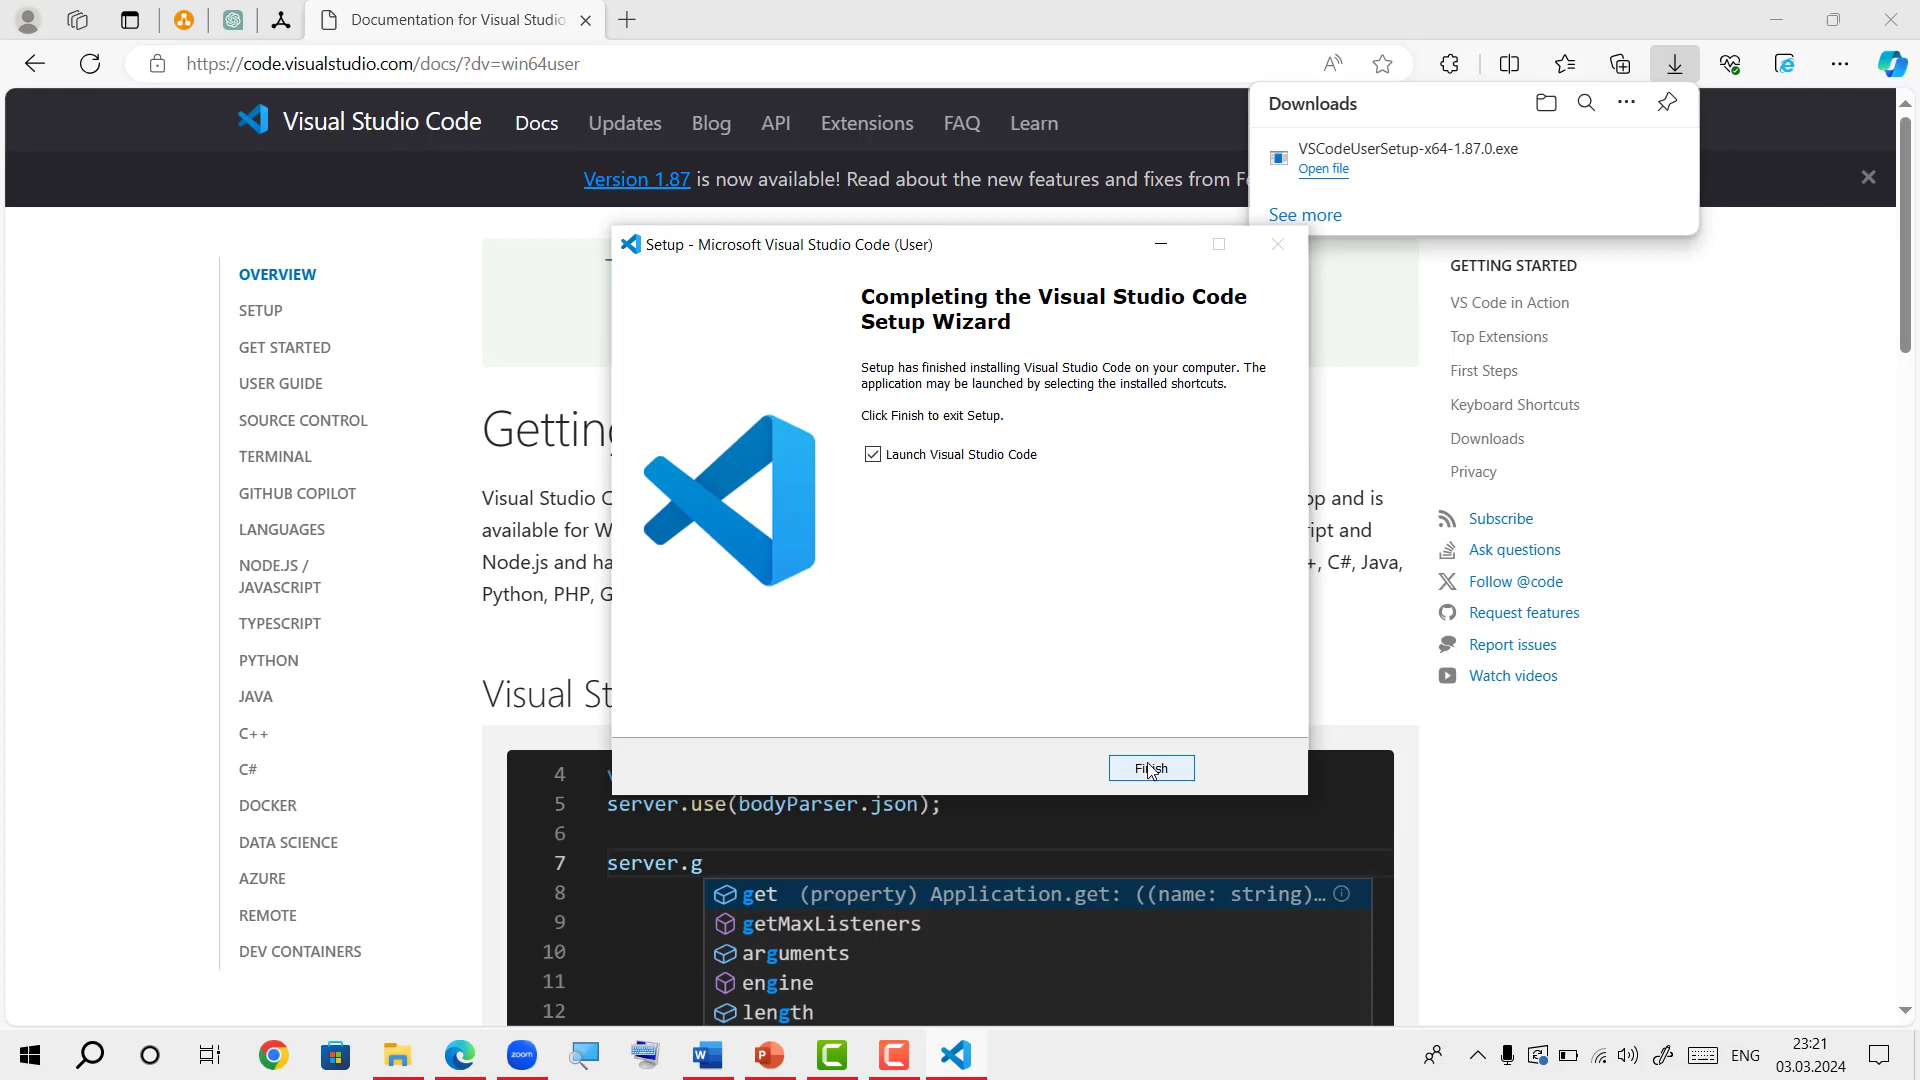 Documentation for Visual Studio
https://code.visualstudio.com/docs/?dv=win64user
Visual Studio Code
Docs
Updates
Blog
API
Extensions
FAQ
Learn
Version 1.87 is now available! Read about the new features and fixes from Fe
Downloads
VSCodeUserSetup-x64-1.87.0.exe
Open file
See more
OVERVIEW
SETUP
GET STARTED
USER GUIDE
SOURCE CONTROL
TERMINAL
GITHUB COPILOT
LANGUAGES
NODE.JS /
JAVASCRIPT
TYPESCRIPT
PYTHON
JAVA
C++
C#
DOCKER
DATA SCIENCE
AZURE
REMOTE
DEV CONTAINERS
Getting
Visual Studio C
op and is
available for W
ript and
Node.js and ha
+, C#, Java,
Python, PHP, G
Visual St
Setup - Microsoft Visual Studio Code (User)
Completing the Visual Studio Code
Setup Wizard
Setup has finished installing Visual Studio Code on your computer. The
application may be launched by selecting the installed shortcuts.
Click Finish to exit Setup.
Launch Visual Studio Code
Finish
4
5 server.use(bodyParser.json);
6
7 server.g
8 get (property) Application.get: ((name: string)…
9 getMaxListeners
10 arguments
11 engine
12 length
GETTING STARTED
VS Code in Action
Top Extensions
First Steps
Keyboard Shortcuts
Downloads
Privacy
Subscribe
Ask questions
Follow @code
Request features
Report issues
Watch videos
zoom
ENG
23:21
03.03.2024